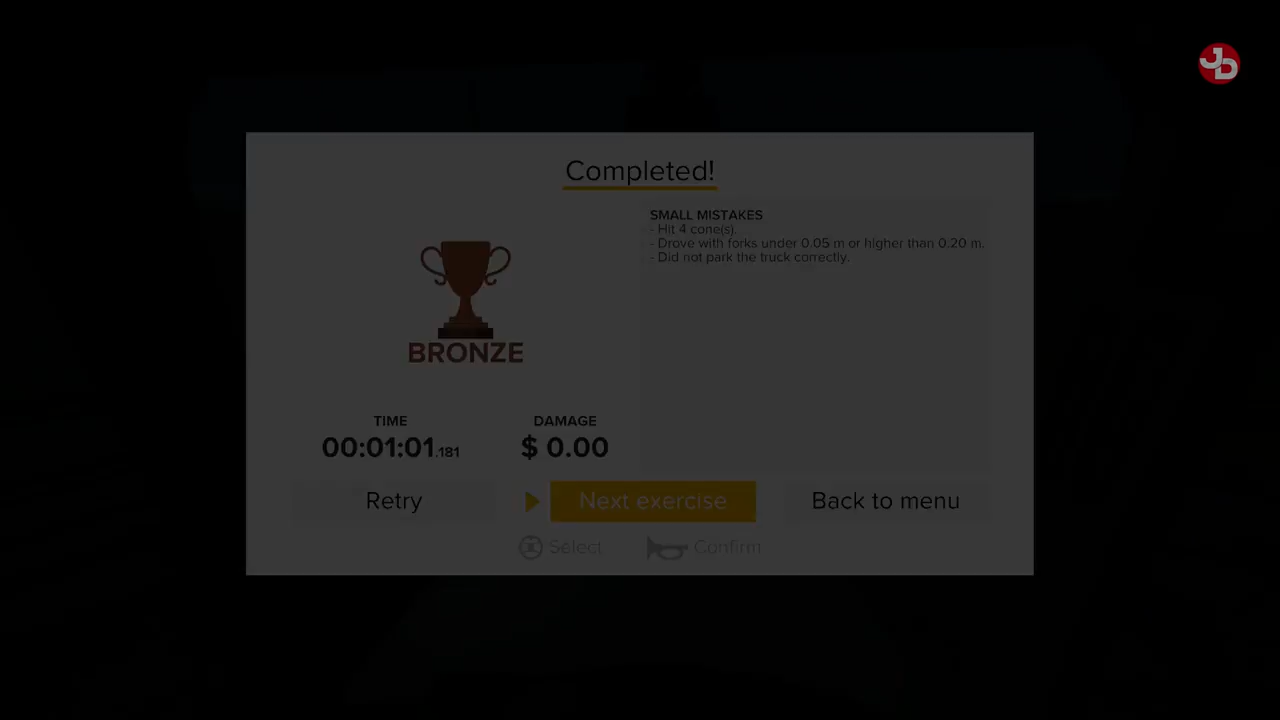 JD
Completed!
SMALL MISTAKES
- Hit 4 cone(s).
- Drove with forks under 0.05 m or higher than 0.20 m.
- Did not park the truck correctly.
BRONZE
TIME
DAMAGE
00:01:01.181
$ 0.00
Retry
Next exercise
Back to menu
Select
Confirm